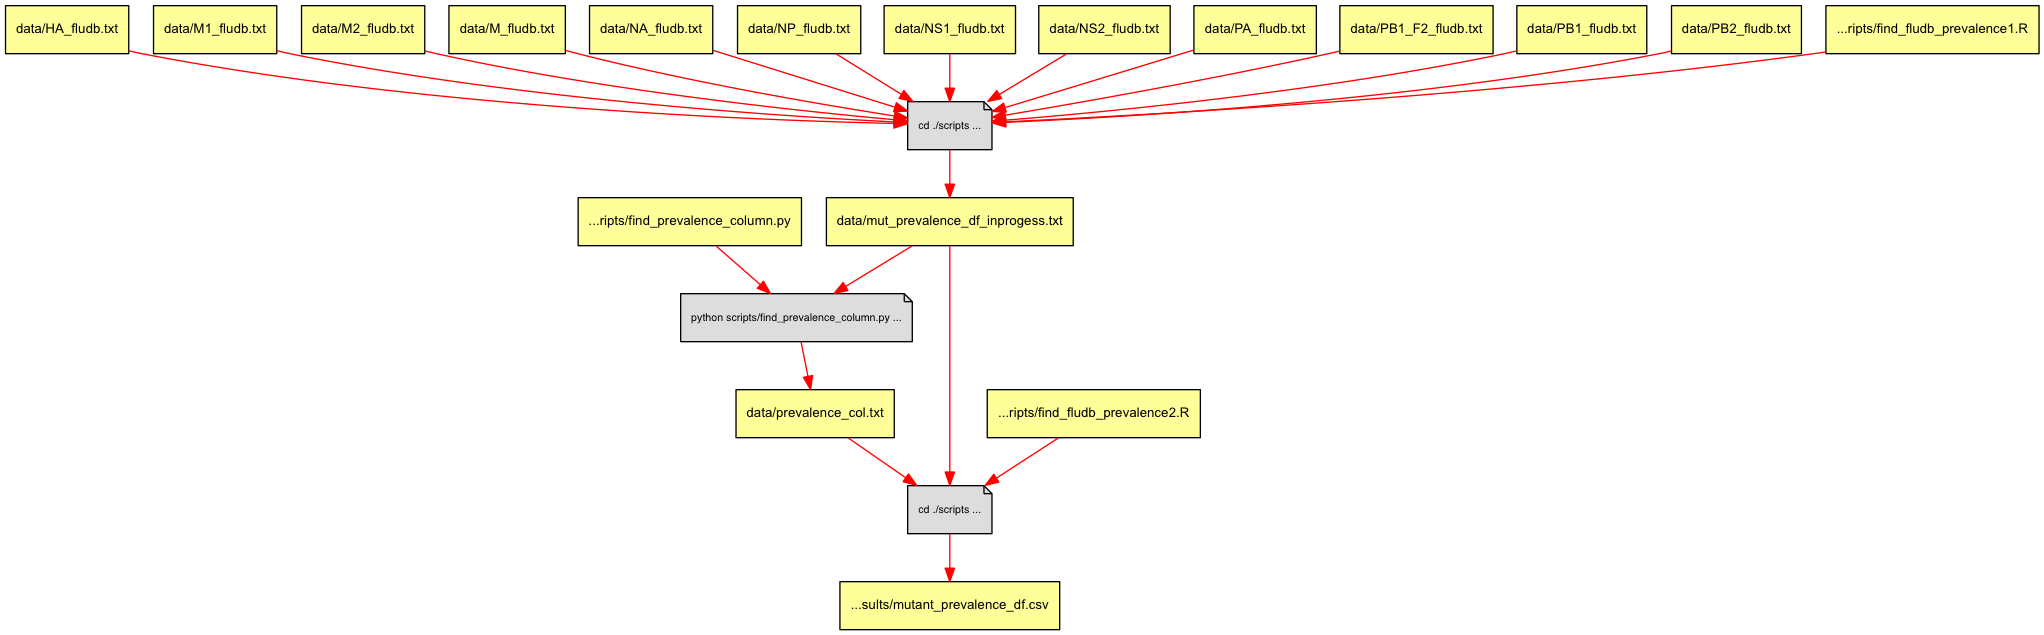 data/HA_fludb.txt
data/M1_fludb.txt
data/M2_fludb.txt
data/M_fludb.txt
data/NA_fludb.txt
data/NP_fludb.txt
data/NS1_fludb.txt
data/NS2_fludb.txt
data/PA_fludb.txt
data/PB1_F2_fludb.txt
data/PB1_fludb.txt
data/PB2_fludb.txt
...ripts/find_fludb_prevalence1.R
cd ./scripts ...
...ripts/find_prevalence_column.py
data/mut_prevalence_df_inprogess.txt
python scripts/find_prevalence_column.py ...
data/prevalence_col.txt
...ripts/find_fludb_prevalence2.R
cd ./scripts ...
...sults/mutant_prevalence_df.csv